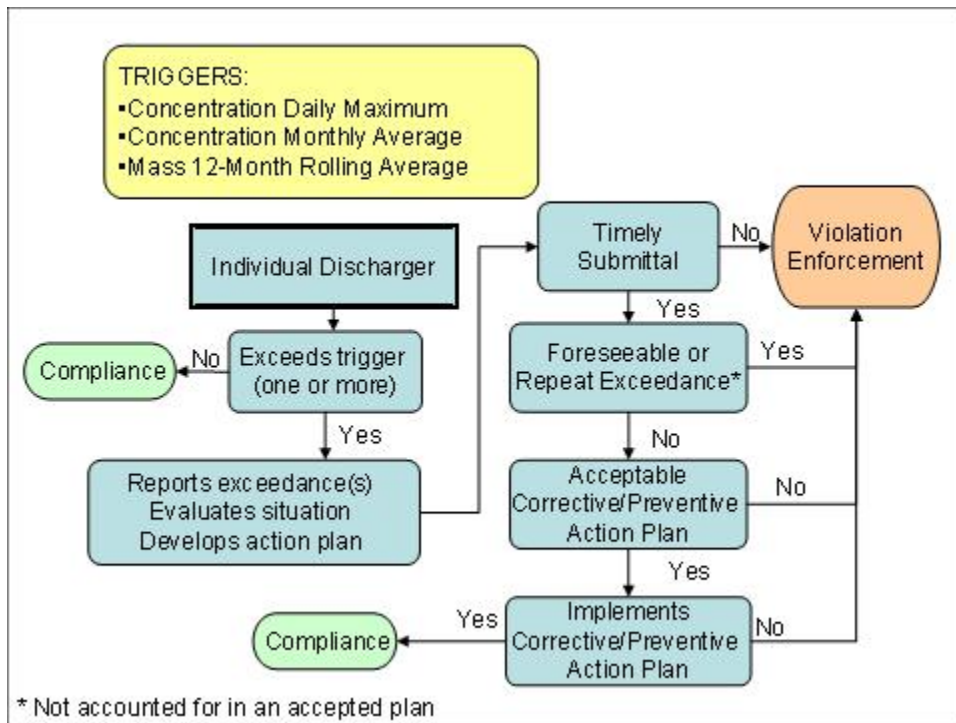 TRIGGERS:
▪Concentration Daily Maximum
▪Concentration Monthly Average
▪Mass 12-Month Rolling Average
Individual Discharger
Exceeds trigger
(one or more)
No
Compliance
Yes
Reports exceedance(s)
Evaluates situation
Develops action plan
Timely
Submittal
No
Violation
Enforcement
Yes
Foreseeable or
Repeat Exceedance*
Yes
No
Acceptable
Corrective/Preventive
Action Plan
No
Yes
Implements
Corrective/Preventive
Action Plan
No
Yes
Compliance
* Not accounted for in an accepted plan